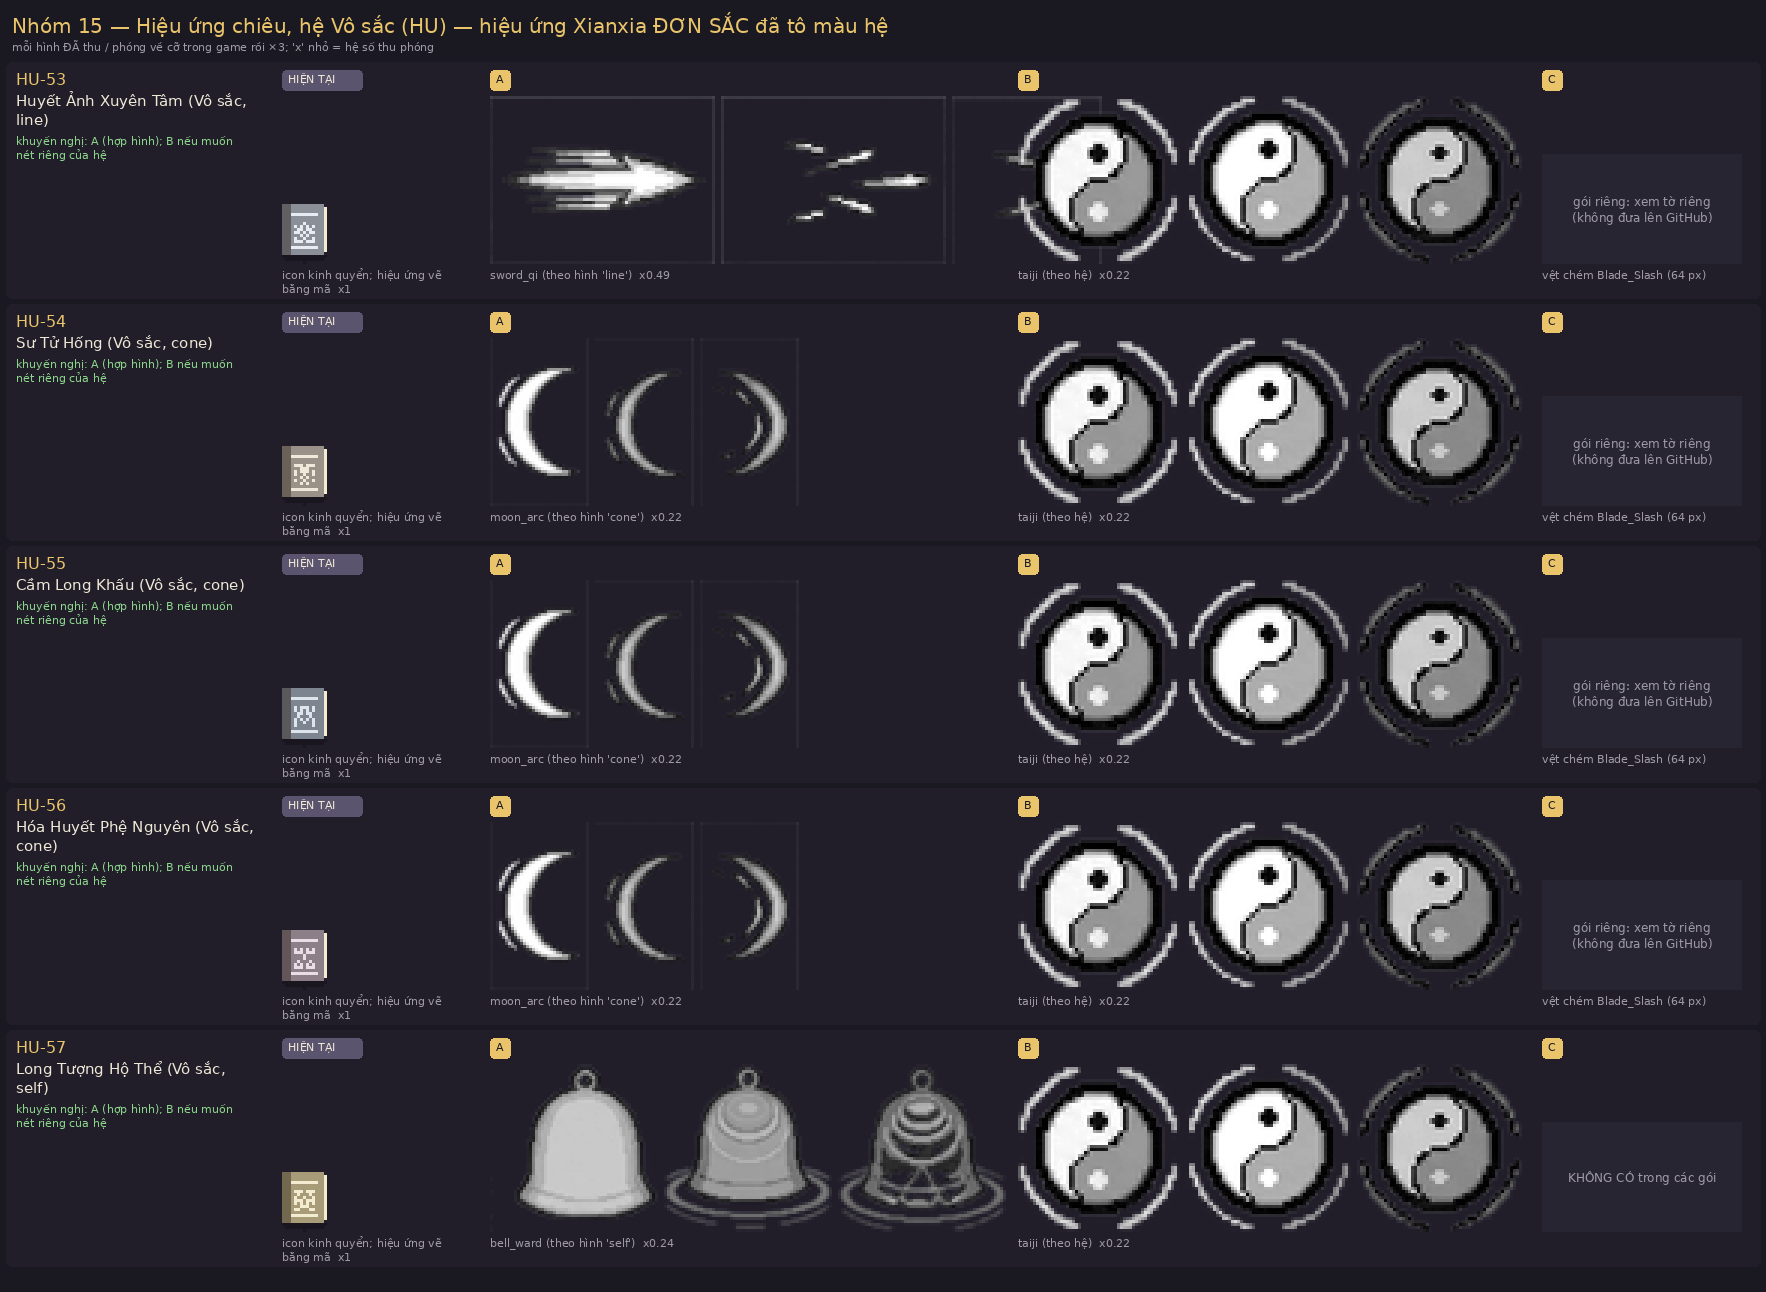 Nhóm 15 — Hiệu ứng chiêu, hệ Vô sắc (HU) — hiệu ứng Xianxia ĐƠN SẮC đã tô màu hệ
mỗi hình ĐÃ thu / phóng về cỡ trong game rồi ×3; 'x' nhỏ = hệ số thu phóng
HU-53
Huyết Ảnh Xuyên Tâm (Vô sắc,
line)
khuyến nghị: A (hợp hình); B nếu muốn
nét riêng của hệ
HIỆN TẠI
icon kinh quyển; hiệu ứng vẽ
bằng mã  x1
A
sword_qi (theo hình 'line')  x0.49
B
taiji (theo hệ)  x0.22
C
gói riêng: xem tờ riêng
(không đưa lên GitHub)
vệt chém Blade_Slash (64 px)
HU-54
Sư Tử Hống (Vô sắc, cone)
khuyến nghị: A (hợp hình); B nếu muốn
nét riêng của hệ
HIỆN TẠI
icon kinh quyển; hiệu ứng vẽ
bằng mã  x1
A
moon_arc (theo hình 'cone')  x0.22
B
taiji (theo hệ)  x0.22
C
gói riêng: xem tờ riêng
(không đưa lên GitHub)
vệt chém Blade_Slash (64 px)
HU-55
Cầm Long Khấu (Vô sắc, cone)
khuyến nghị: A (hợp hình); B nếu muốn
nét riêng của hệ
HIỆN TẠI
icon kinh quyển; hiệu ứng vẽ
bằng mã  x1
A
moon_arc (theo hình 'cone')  x0.22
B
taiji (theo hệ)  x0.22
C
gói riêng: xem tờ riêng
(không đưa lên GitHub)
vệt chém Blade_Slash (64 px)
HU-56
Hóa Huyết Phệ Nguyên (Vô sắc,
cone)
khuyến nghị: A (hợp hình); B nếu muốn
nét riêng của hệ
HIỆN TẠI
icon kinh quyển; hiệu ứng vẽ
bằng mã  x1
A
moon_arc (theo hình 'cone')  x0.22
B
taiji (theo hệ)  x0.22
C
gói riêng: xem tờ riêng
(không đưa lên GitHub)
vệt chém Blade_Slash (64 px)
HU-57
Long Tượng Hộ Thể (Vô sắc,
self)
khuyến nghị: A (hợp hình); B nếu muốn
nét riêng của hệ
HIỆN TẠI
icon kinh quyển; hiệu ứng vẽ
bằng mã  x1
A
bell_ward (theo hình 'self')  x0.24
B
taiji (theo hệ)  x0.22
C
KHÔNG CÓ trong các gói